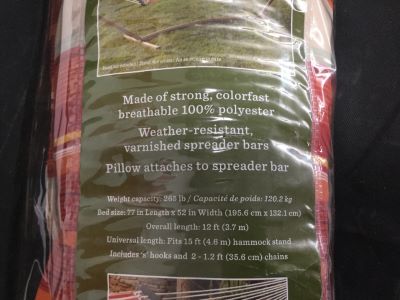 Made of strong, colorfast
breathable 100% polyester
Weather-resistant,
varnished spreader bars
Pillow attaches to spreader bar
Weight capacity: 265 lb / Capacité de poids: 120.2 kg
Bed size: 77 in Length x 52 in Width (195.6 cm x 132.1 cm)
Overall length: 12 ft (3.7 m)
Universal length: Fits 15 ft (4.6 m) hammock stand
Includes 's' hooks and 2 - 1.2 ft (35.6 cm) chains